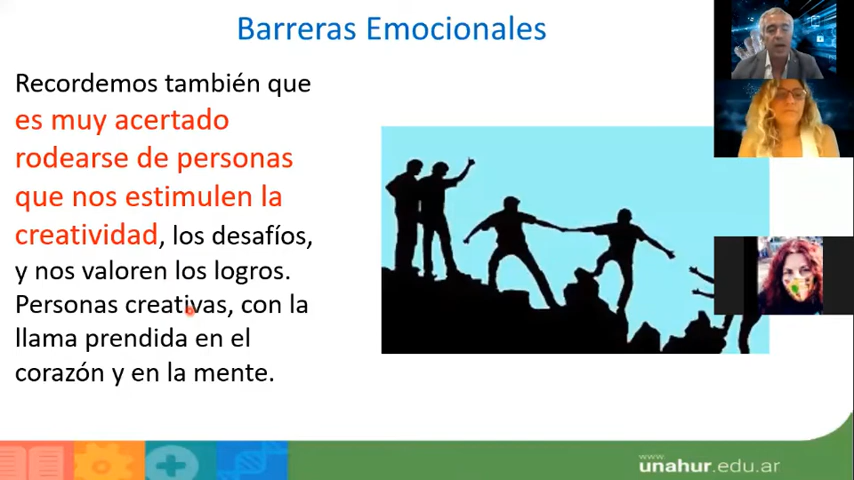 Barreras Emocionales
Recordemos también que
es muy acertado
rodearse de personas
que nos estimulen la
creatividad, los desafíos,
y nos valoren los logros.
Personas creativas, con la
llama prendida en el
corazón y en la mente.
www.
unahur.edu.ar